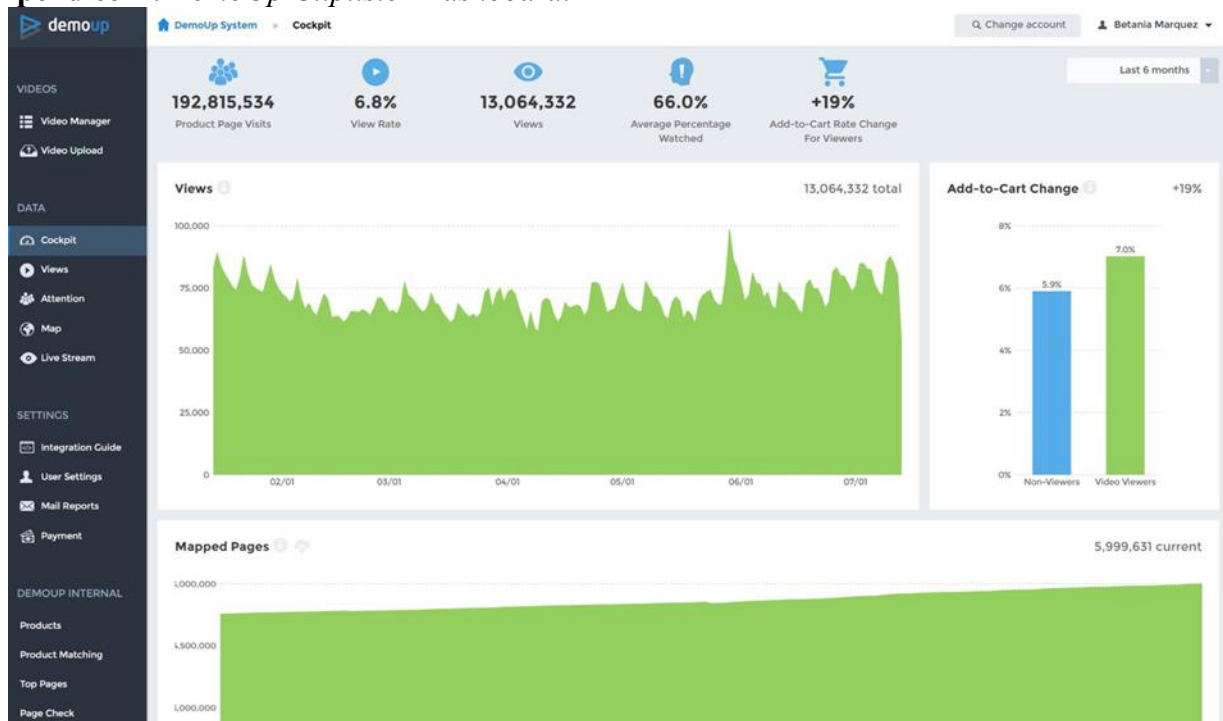 demoup
DemoUp System
Cockpit
Change account
Betania Marquez
Last 6 months
192,815,534
Product Page Visits
6.8%
View Rate
13,064,332
Views
66.0%
Average Percentage
Watched
+19%
Add-to-Cart Rate Change
For Viewers
VIDEOS
Video Manager
Video Upload
DATA
Cockpit
Views
Attention
Map
Live Stream
SETTINGS
Integration Guide
User Settings
Mail Reports
Payment
DEMOUP INTERNAL
Products
Product Matching
Top Pages
Page Check
Views
13,064,332 total
100,000
75,000
50,000
25,000
0
02/01 03/01 04/01 05/01 06/01 07/01
Add-to-Cart Change
+19%
8%
7.0%
6%
5.9%
4%
2%
0%
Non-Viewers Video Viewers
Mapped Pages
5,999,631 current
,000,000
,500,000
,000,000